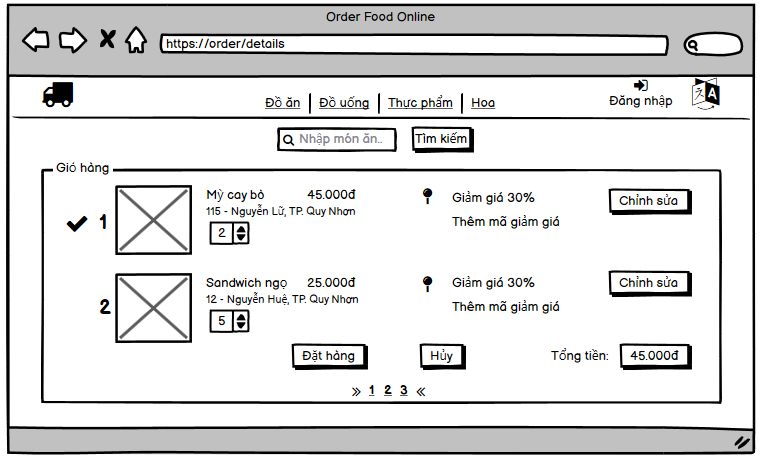 Order Food Online
https://order/details
Đăng nhập
Đồ ăn | Đồ uống | Thực phẩm | Hoa
Nhập món ăn.. Tìm kiếm
Giỏ hàng
1 Mỳ cay bò 45.000đ Giảm giá 30% Chỉnh sửa
115 - Nguyễn Lữ, TP. Quy Nhơn
2 Thêm mã giảm giá
2 Sandwich ngọ 25.000đ Giảm giá 30% Chỉnh sửa
12 - Nguyễn Huệ, TP. Quy Nhơn
5 Thêm mã giảm giá
Đặt hàng Hủy Tổng tiền: 45.000đ
» 1 2 3 «